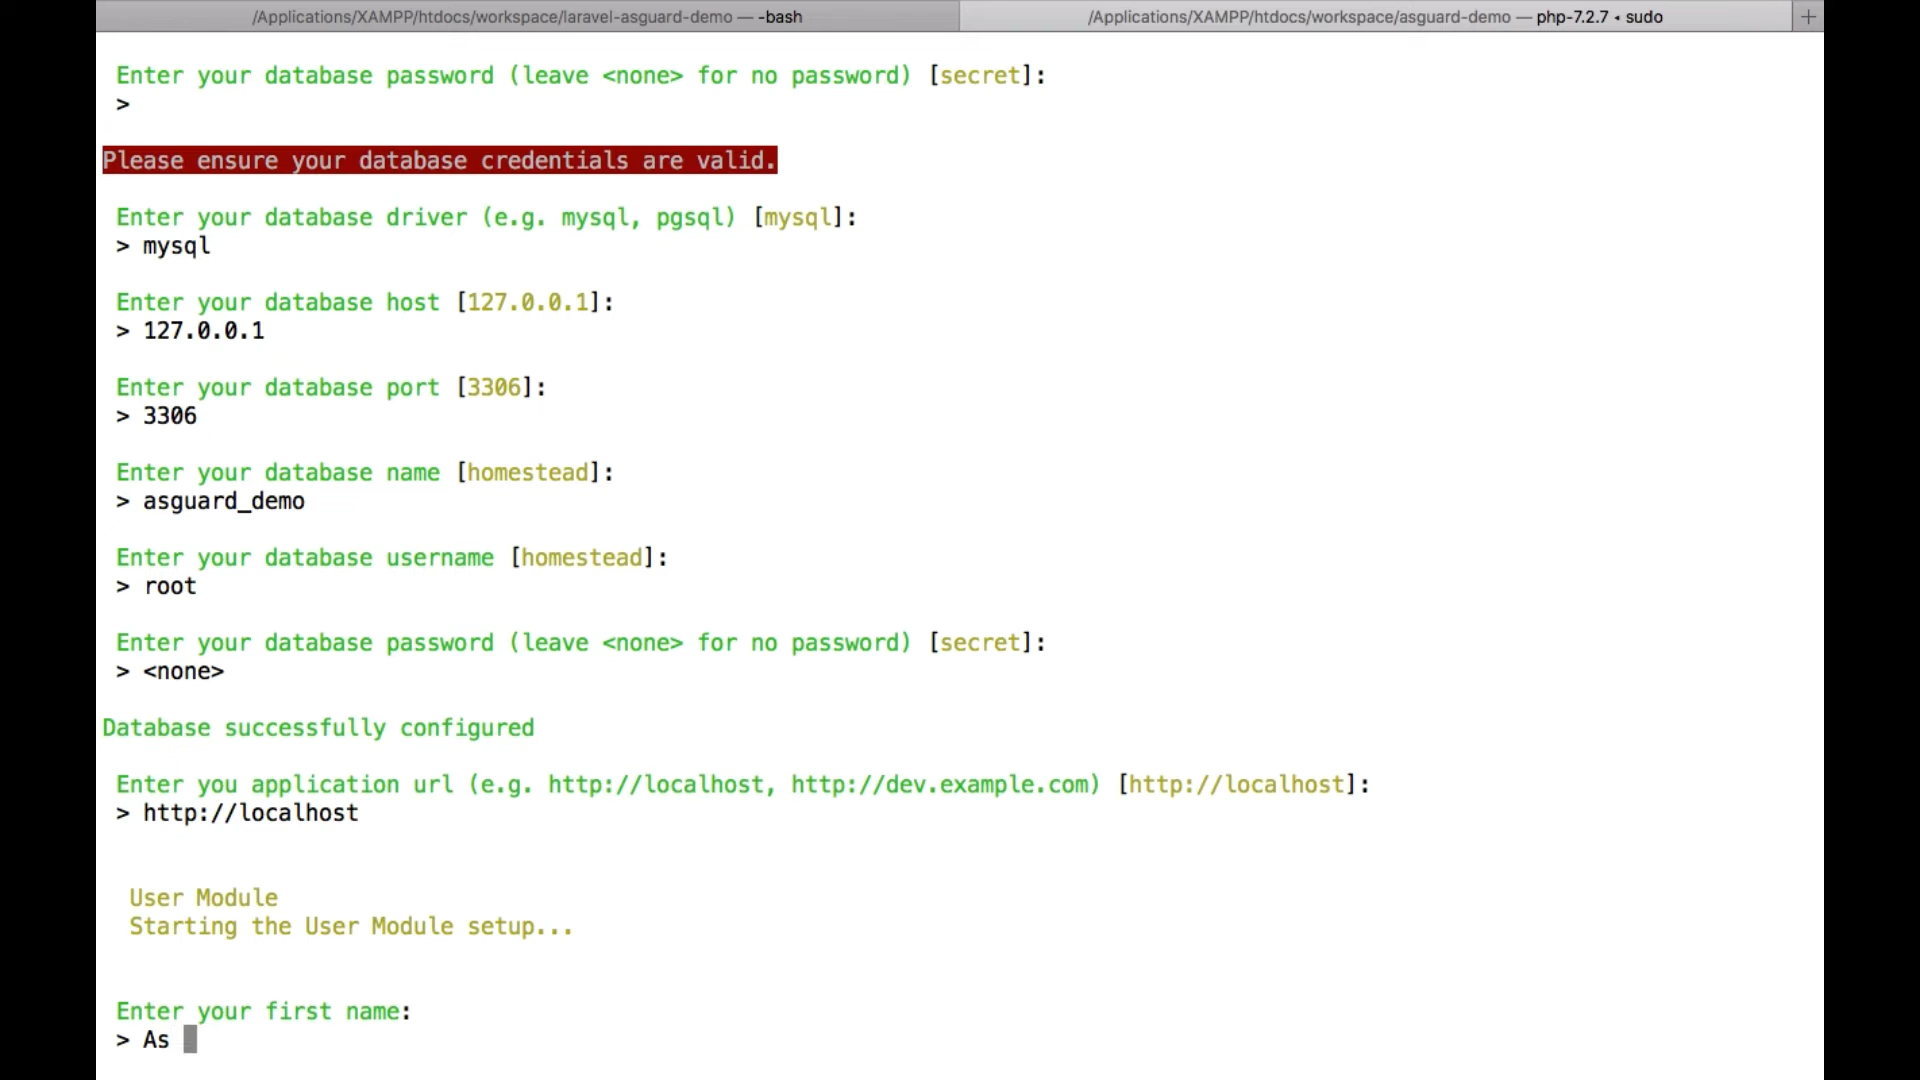 /Applications/XAMPP/htdocs/workspace/laravel-asguard-demo — -bash
/Applications/XAMPP/htdocs/workspace/asguard-demo — php-7.2.7 ◂ sudo
+
Enter your database password (leave <none> for no password) [secret]:
>
Please ensure your database credentials are valid.
Enter your database driver (e.g. mysql, pgsql) [mysql]:
> mysql
Enter your database host [127.0.0.1]:
> 127.0.0.1
Enter your database port [3306]:
> 3306
Enter your database name [homestead]:
> asguard_demo
Enter your database username [homestead]:
> root
Enter your database password (leave <none> for no password) [secret]:
> <none>
Database successfully configured
Enter you application url (e.g. http://localhost, http://dev.example.com) [http://localhost]:
> http://localhost
User Module
Starting the User Module setup...
Enter your first name:
> As